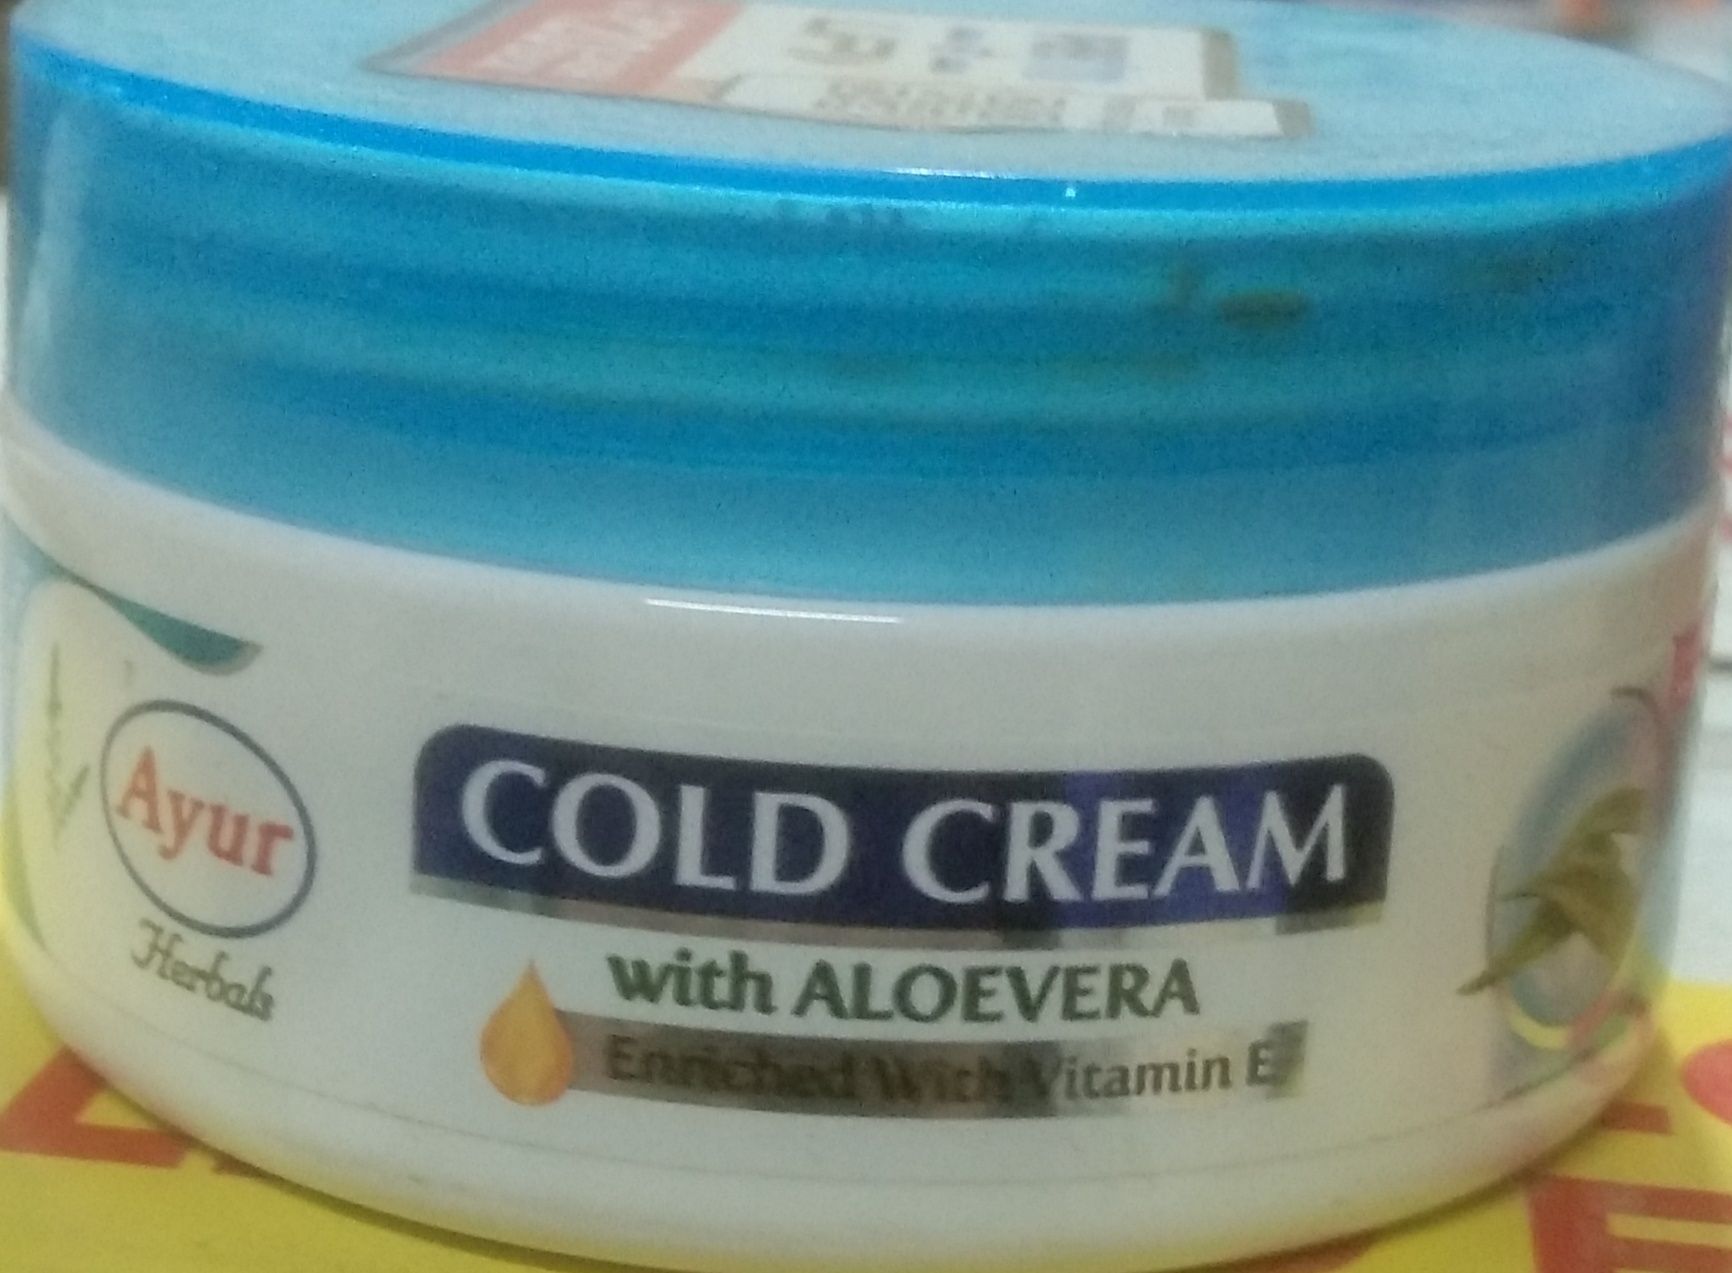 Ayur
Herbals
COLD CREAM
with ALOEVERA
Enriched With Vitamin E